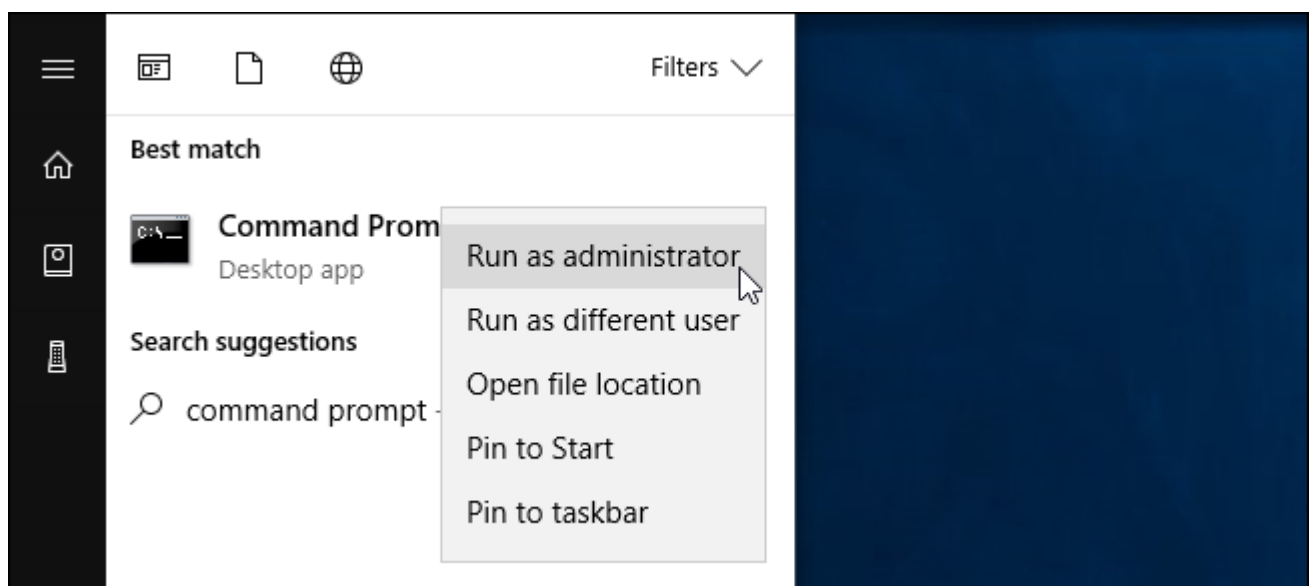 Filters
Best match
Command Prom
Desktop app
Run as administrator
Run as different user
Search suggestions
Open file location
command prompt -
Pin to Start
Pin to taskbar